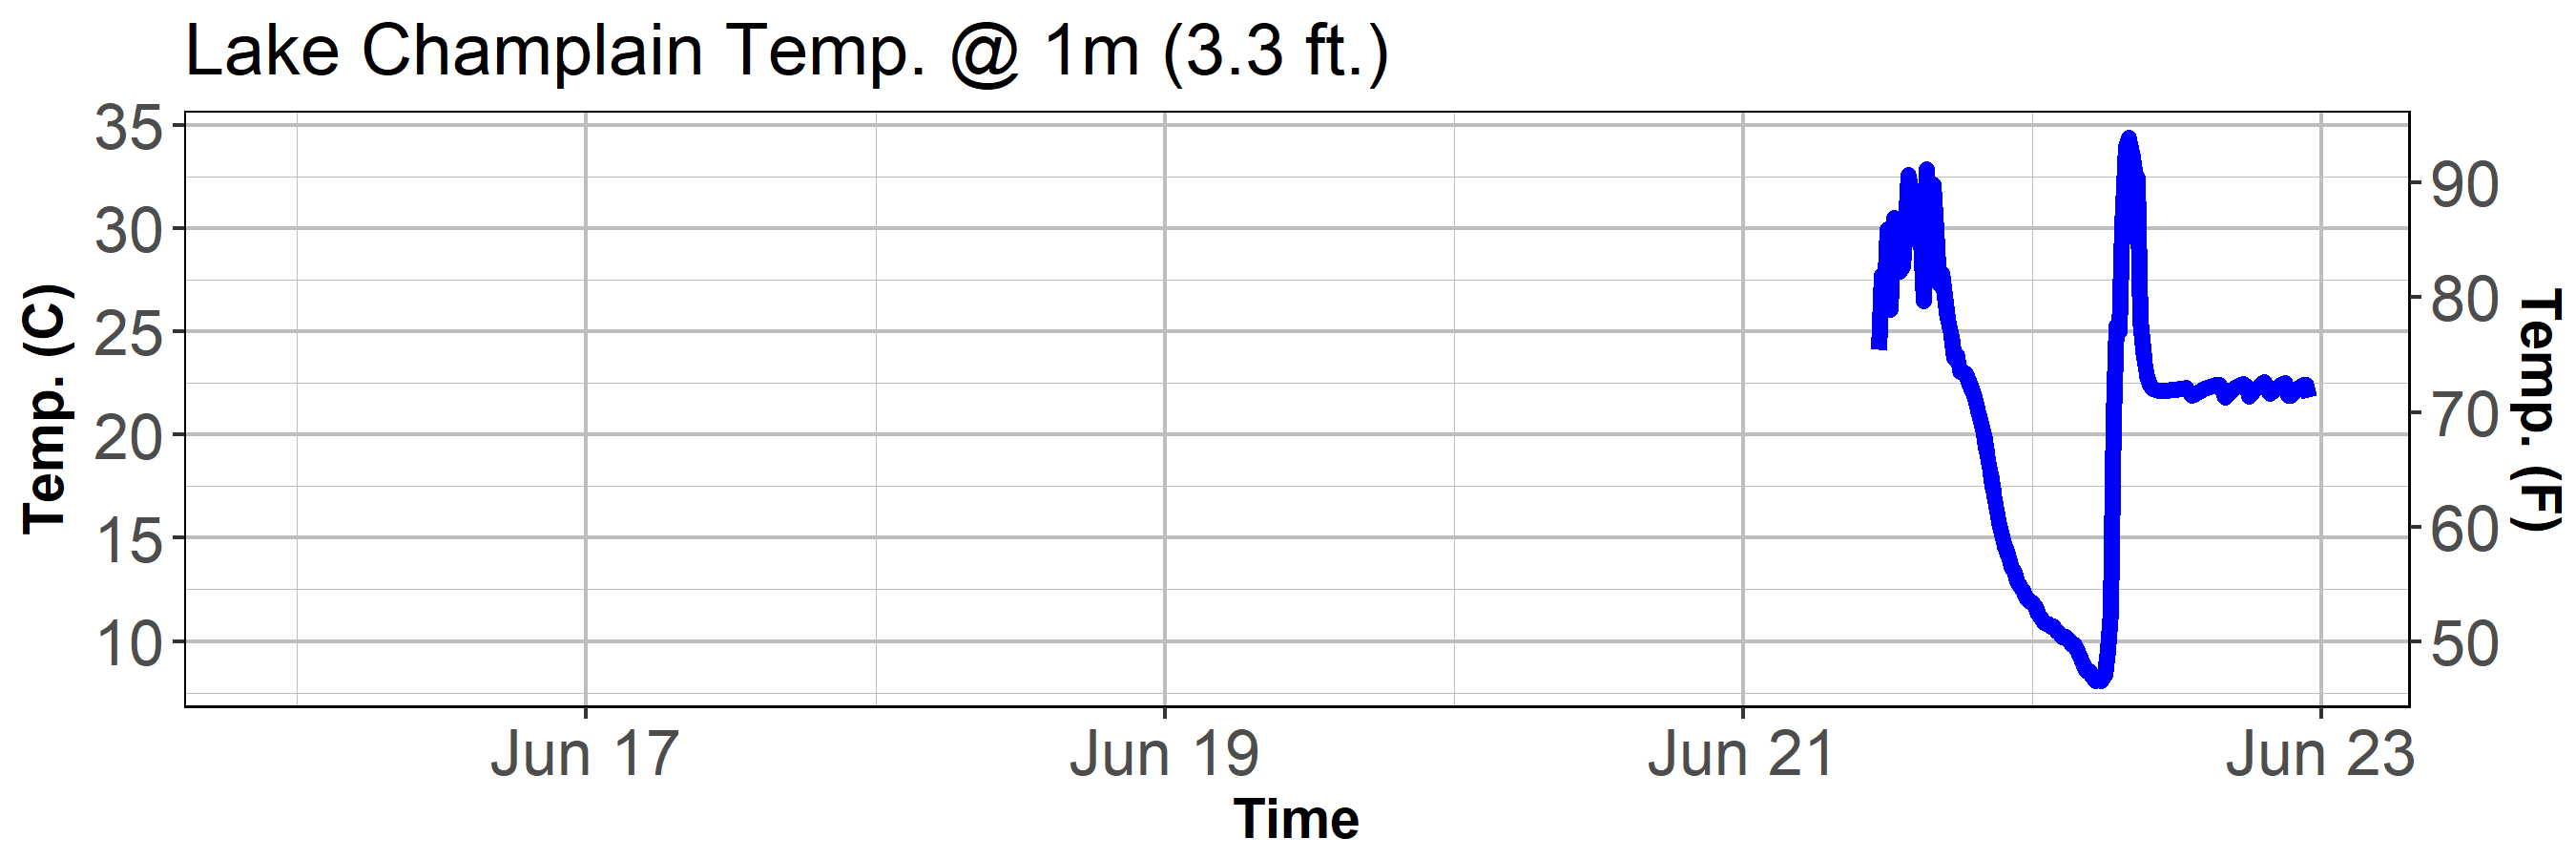 Lake Champlain Temp. @ 1m (3.3 ft.)
35
30
25
20
15
10
Temp. (C)
90
80
70
60
50
Temp. (F)
Jun 17
Jun 19
Jun 21
Jun 23
Time